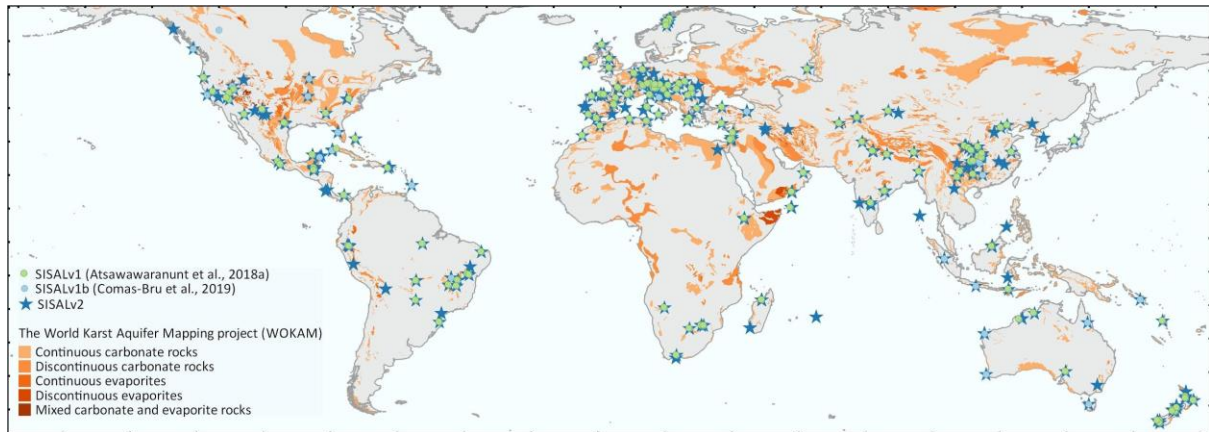 SISALv1 (Atsawawaranunt et al., 2018a)
SISALv1b (Comas-Bru et al., 2019)
SISALv2
The World Karst Aquifer Mapping project (WOKAM)
Continuous carbonate rocks
Discontinuous carbonate rocks
Continuous evaporites
Discontinuous evaporites
Mixed carbonate and evaporite rocks